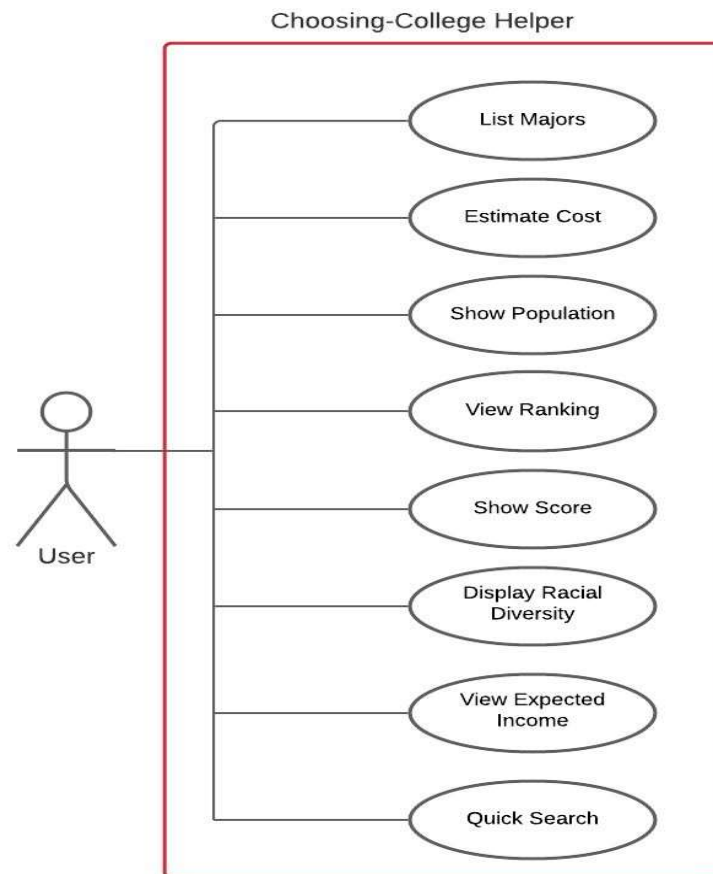 Choosing-College Helper
List Majors
Estimate Cost
Show Population
View Ranking
Show Score
User
Display Racial
Diversity
View Expected
Income
Quick Search